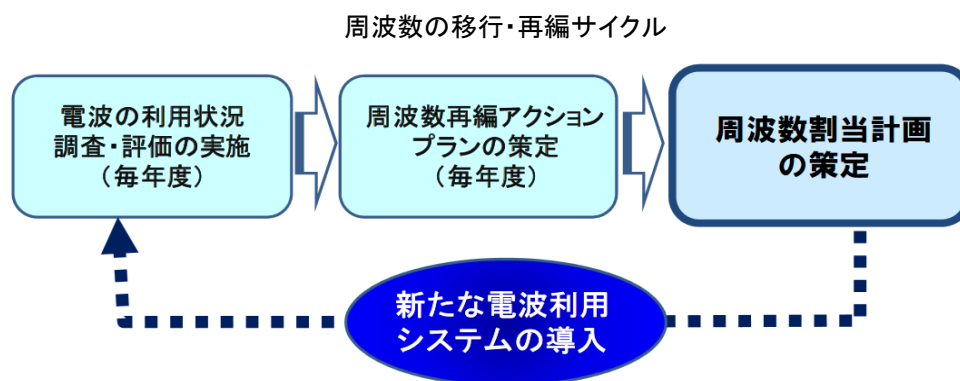 周波数の移行・再編サイクル
電波の利用状況
調査・評価の実施
（毎年度）
周波数再編アクション
プランの策定
（毎年度）
周波数割当計画
の策定
新たな電波利用
システムの導入